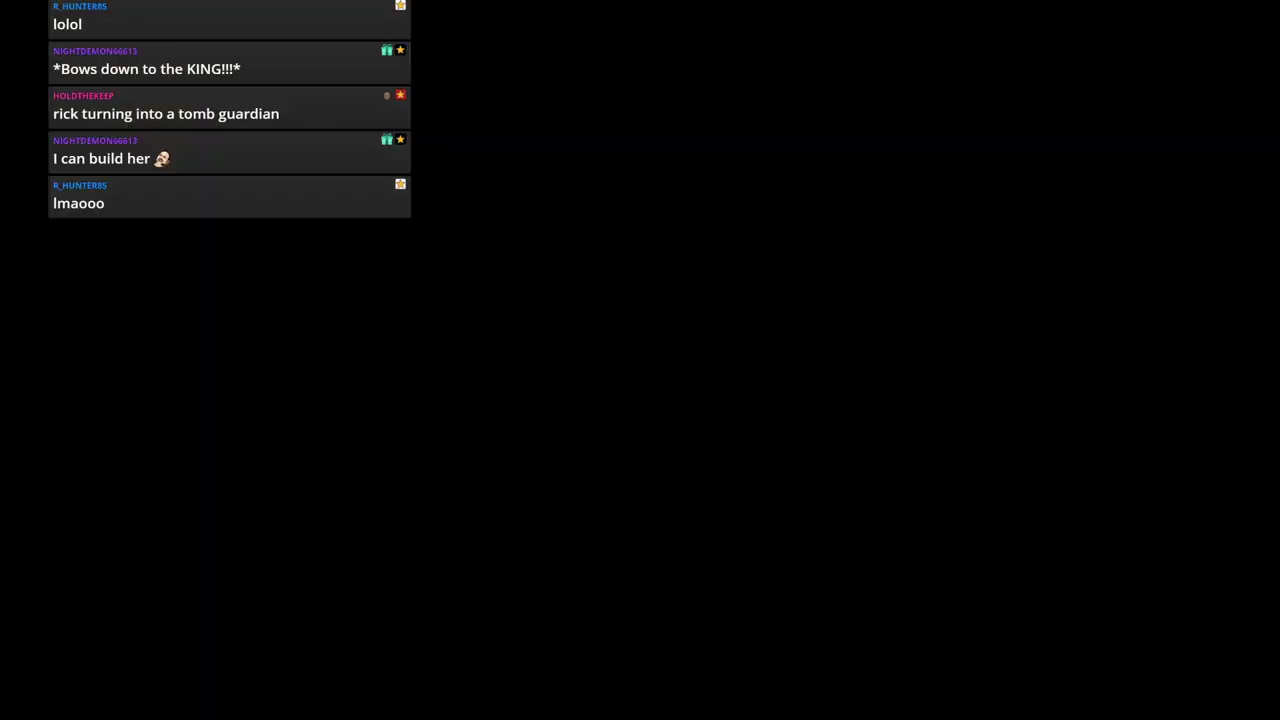 R_HUNTER85
lolol
NIGHTDEMON66613
*Bows down to the KING!!!*
HOLDTHEKEEP
rick turning into a tomb guardian
NIGHTDEMON66613
I can build her
R_HUNTER85
lmaooo